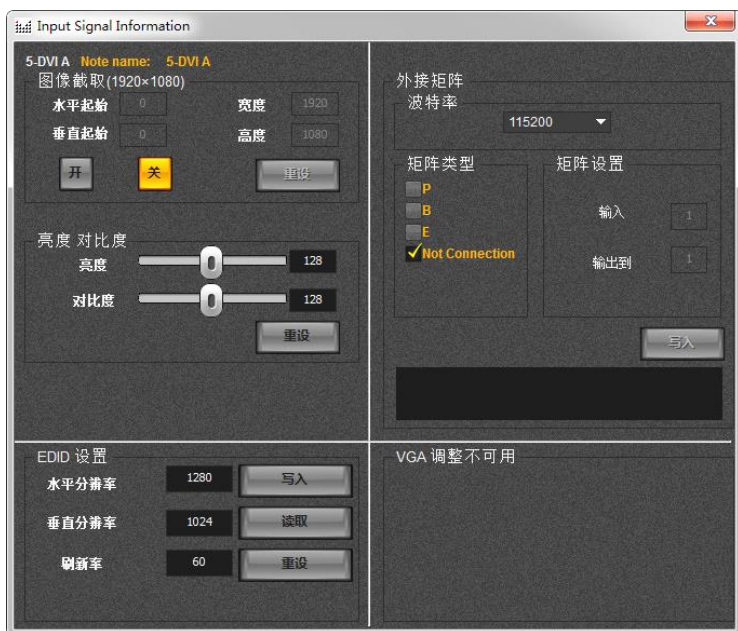 Input Signal Information
5-DVI A Note name: 5-DVI A
图像截取(1920×1080)
水平起始 0 宽度 1920
垂直起始 0 高度 1080
开 关 重设
亮度 对比度
亮度 128
对比度 128
重设
外接矩阵
波特率
115200
矩阵类型
P
B
E
Not Connection
矩阵设置
输入 1
输出到 1
写入
EDID 设置
水平分辨率 1280 写入
垂直分辨率 1024 读取
刷新率 60 重设
VGA 调整不可用